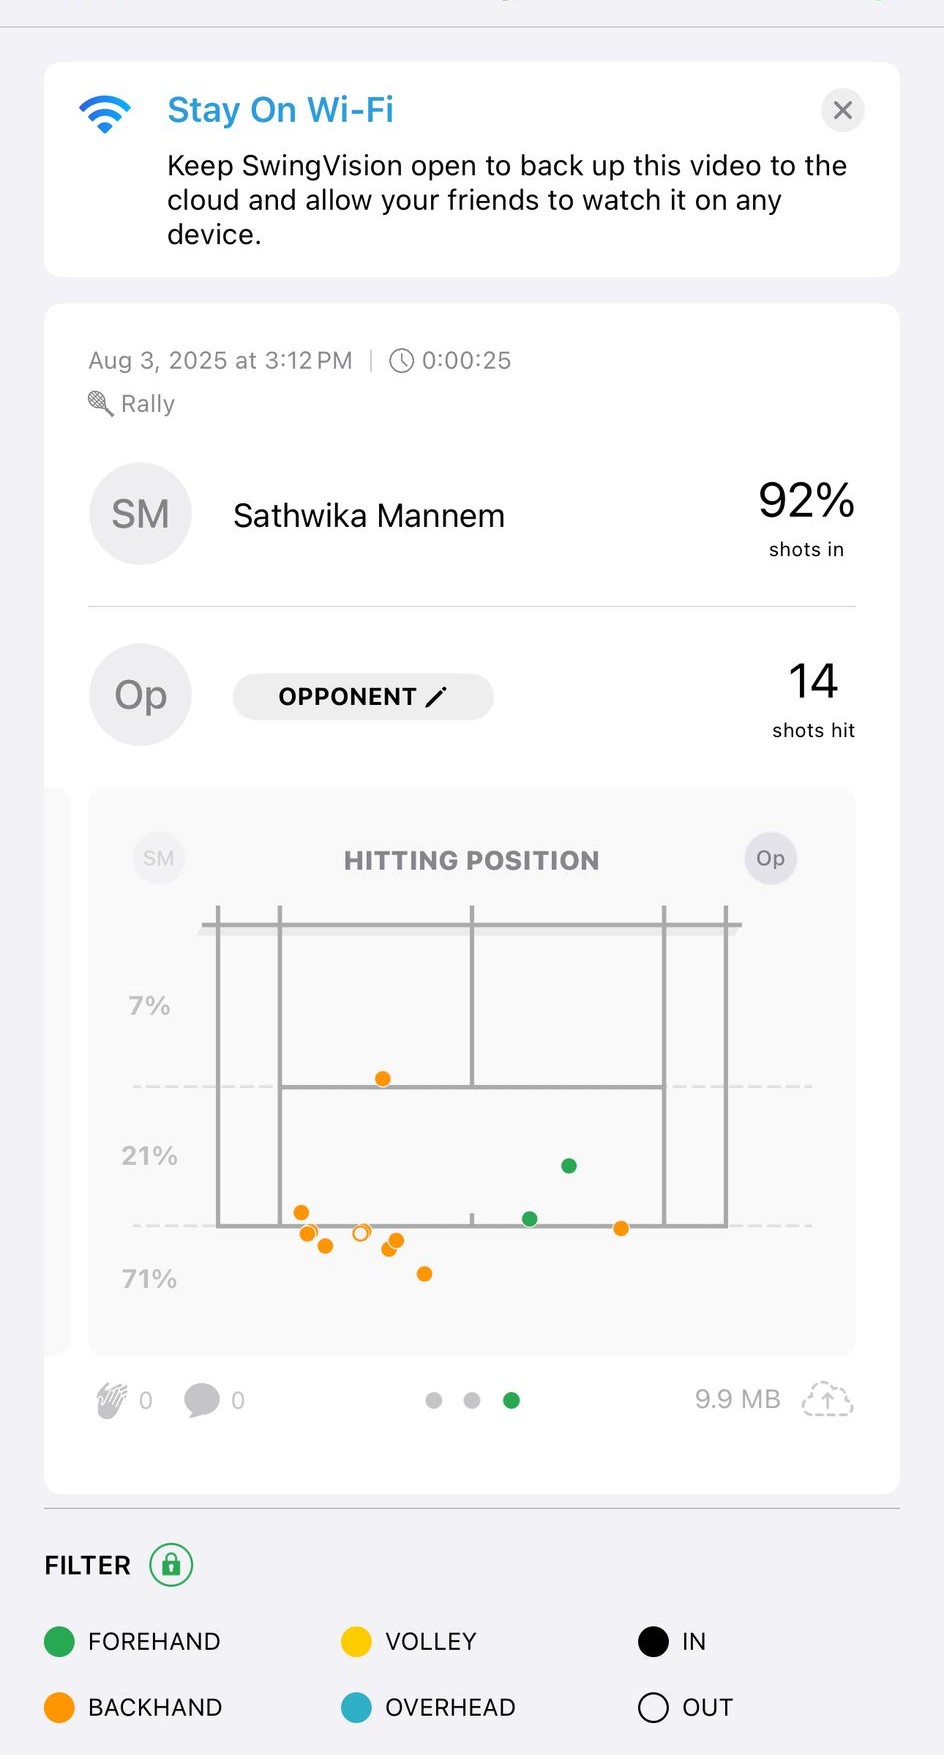 Stay On Wi-Fi
Keep SwingVision open to back up this video to the
cloud and allow your friends to watch it on any
device.
Aug 3, 2025 at 3:12 PM | 0:00:25
Rally
SM Sathwika Mannem 92%
shots in
Op OPPONENT 14
shots hit
SM HITTING POSITION Op
7%
21%
71%
0 0 9.9 MB
FILTER
FOREHAND VOLLEY IN
BACKHAND OVERHEAD OUT